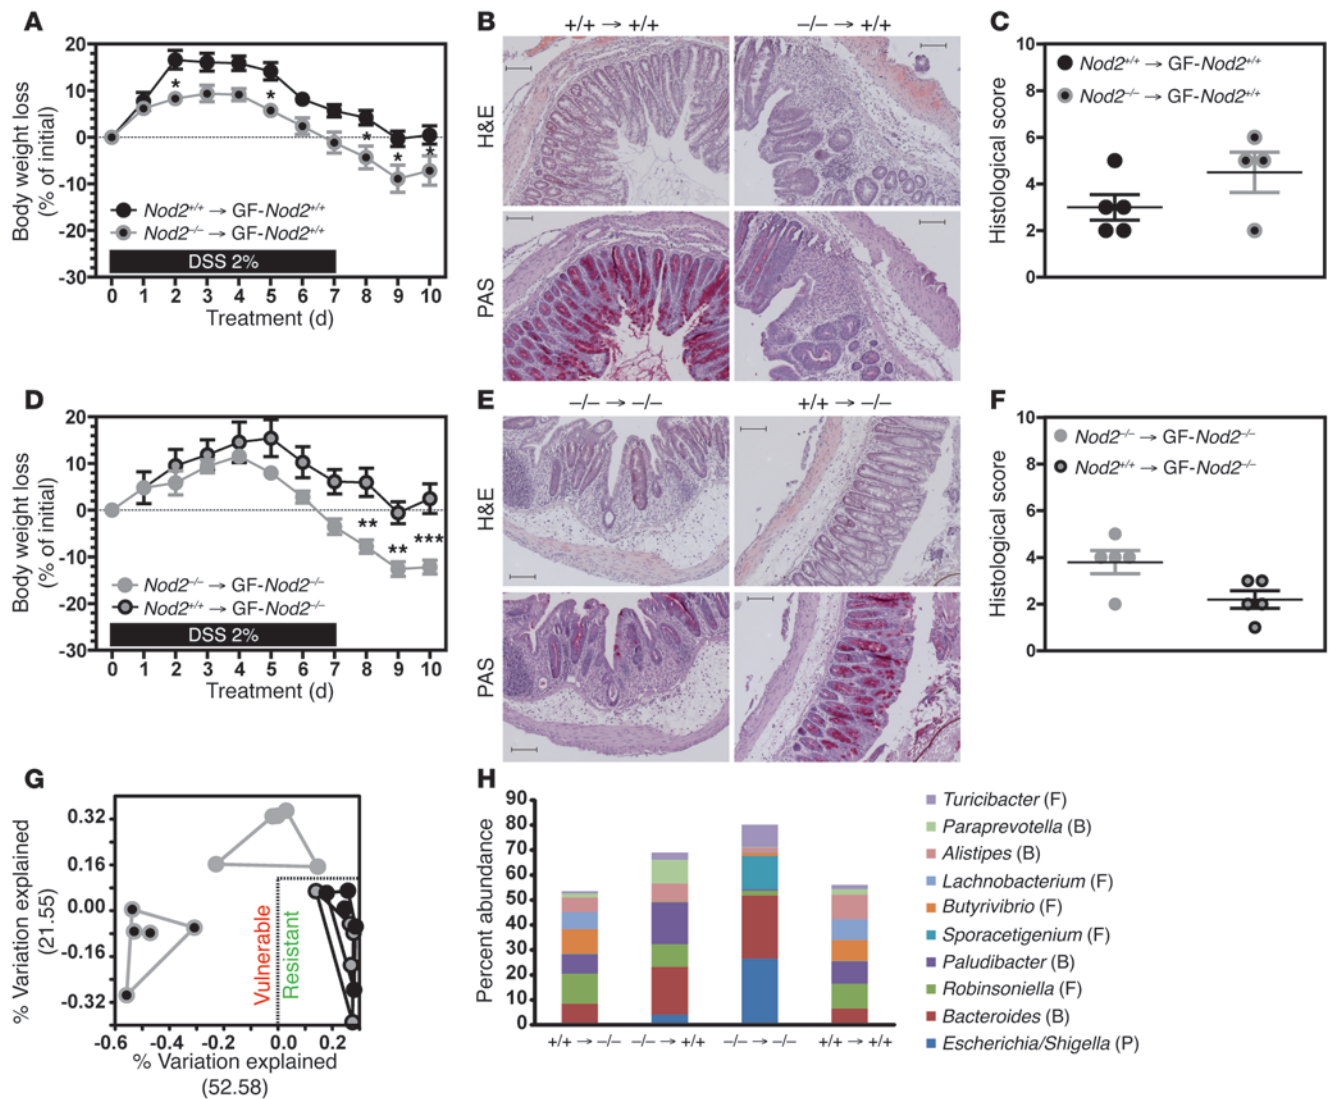 A
20
10
0
-10
-20
-30
Body weight loss
(% of initial)
*
*
*
*
*
Nod2+/+ → GF-Nod2+/+
Nod2–/– → GF-Nod2+/+
DSS 2%
0 1 2 3 4 5 6 7 8 9 10
Treatment (d)
B
+/+ → +/+
–/– → +/+
H&E
PAS
C
10
8
6
4
2
0
Histological score
Nod2+/+ → GF-Nod2+/+
Nod2–/– → GF-Nod2+/+
D
20
10
0
-10
-20
-30
Body weight loss
(% of initial)
**
**
***
Nod2–/– → GF-Nod2–/–
Nod2+/+ → GF-Nod2–/–
DSS 2%
0 1 2 3 4 5 6 7 8 9 10
Treatment (d)
E
–/– → –/–
+/+ → –/–
H&E
PAS
F
10
8
6
4
2
0
Histological score
Nod2–/– → GF-Nod2–/–
Nod2+/+ → GF-Nod2–/–
G
0.32
0.16
0.00
-0.16
-0.32
% Variation explained
(21.55)
Vulnerable
Resistant
-0.6 -0.4 -0.2 0.0 0.2
% Variation explained
(52.58)
H
90
80
70
60
50
40
30
20
10
0
Percent abundance
+/+ → –/– –/– → +/+ –/– → –/– +/+ → +/+
Turicibacter (F)
Paraprevotella (B)
Alistipes (B)
Lachnobacterium (F)
Butyrivibrio (F)
Sporacetigenium (F)
Paludibacter (B)
Robinsoniella (F)
Bacteroides (B)
Escherichia/Shigella (P)